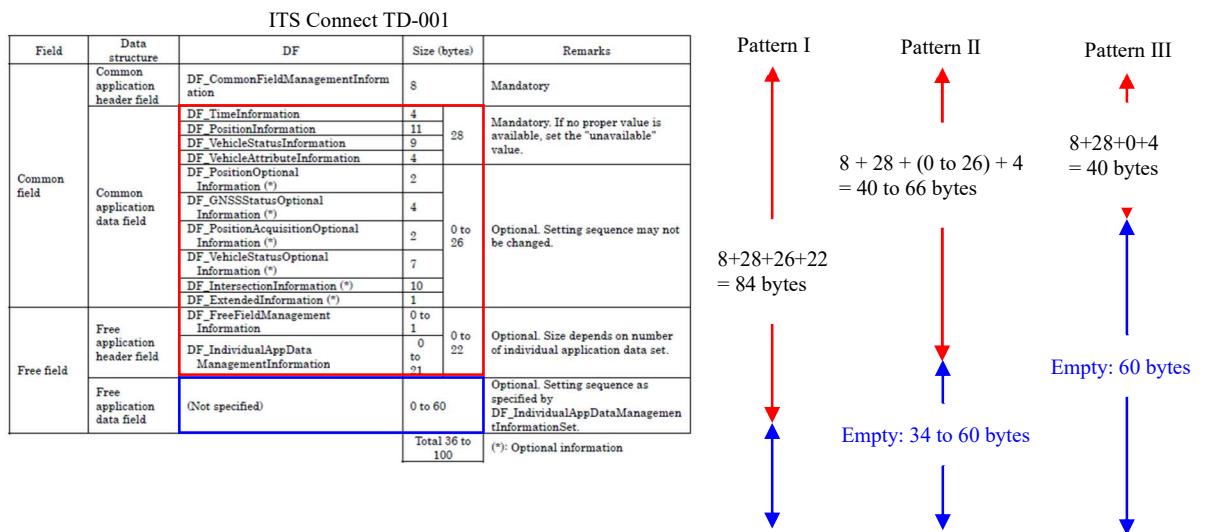 ITS Connect TD-001
Field
Data
structure
DF
Size (bytes)
Remarks
Common
field
Common
application
header field
DF_CommonFieldManagementInform
ation
8
Mandatory
Common
application
data field
DF_TimeInformation
4
DF_PositionInformation
11
DF_VehicleStatusInformation
9
DF_VehicleAttributeInformation
4
28
Mandatory. If no proper value is
available, set the "unavailable"
value.
DF_PositionOptional
Information (*)
2
DF_GNSSStatusOptional
Information (*)
4
DF_PositionAcquisitionOptional
Information (*)
2
DF_VehicleStatusOptional
Information (*)
7
DF_IntersectionInformation (*)
10
DF_ExtendedInformation (*)
1
0 to
26
Optional. Setting sequence may not
be changed.
Free field
Free
application
header field
DF_FreeFieldManagement
Information
0 to
1
DF_IndividualAppData
ManagementInformation
0
to
21
0 to
22
Optional. Size depends on number
of individual application data set.
Free
application
data field
(Not specified)
0 to 60
Optional. Setting sequence as
specified by
DF_IndividualAppDataManagemen
tInformationSet.
Total 36 to
100
(*): Optional information
Pattern I
8+28+26+22
= 84 bytes
Pattern II
8 + 28 + (0 to 26) + 4
= 40 to 66 bytes
Empty: 34 to 60 bytes
Pattern III
8+28+0+4
= 40 bytes
Empty: 60 bytes